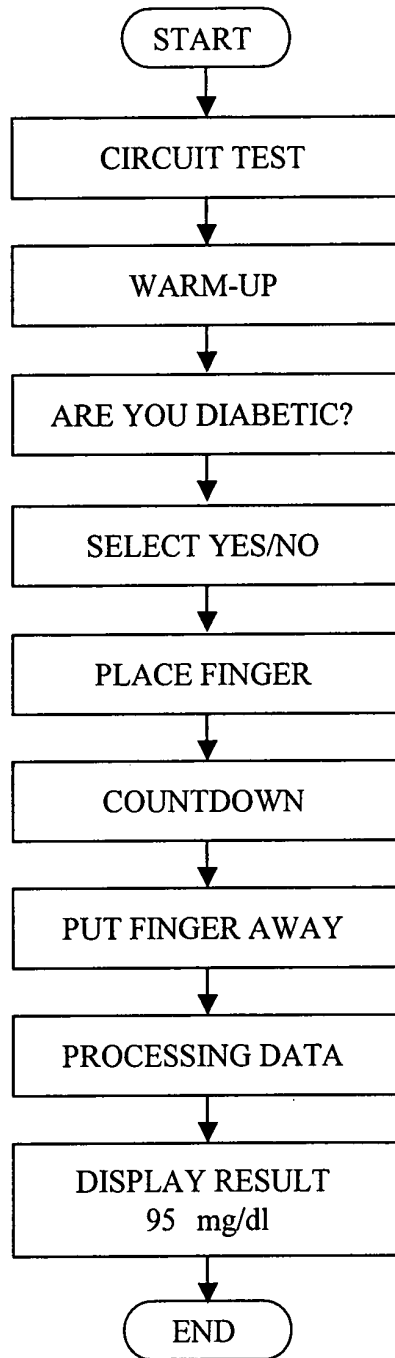 START
CIRCUIT TEST
WARM-UP
ARE YOU DIABETIC?
SELECT YES/NO
PLACE FINGER
COUNTDOWN
PUT FINGER AWAY
PROCESSING DATA
DISPLAY RESULT
95 mg/dl
END